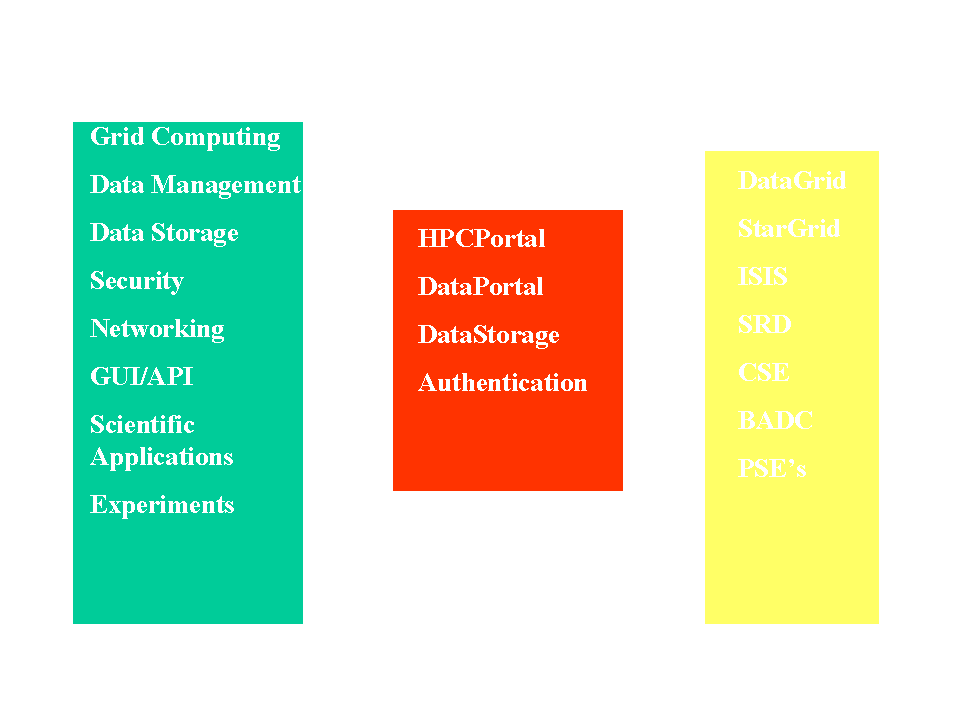 Grid Computing
Data Management
Data Storage
Security
Networking
GUI/API
Scientific
Applications
Experiments
HPCPortal
DataPortal
DataStorage
Authentication
DataGrid
StarGrid
ISIS
SRD
CSE
BADC
PSE's